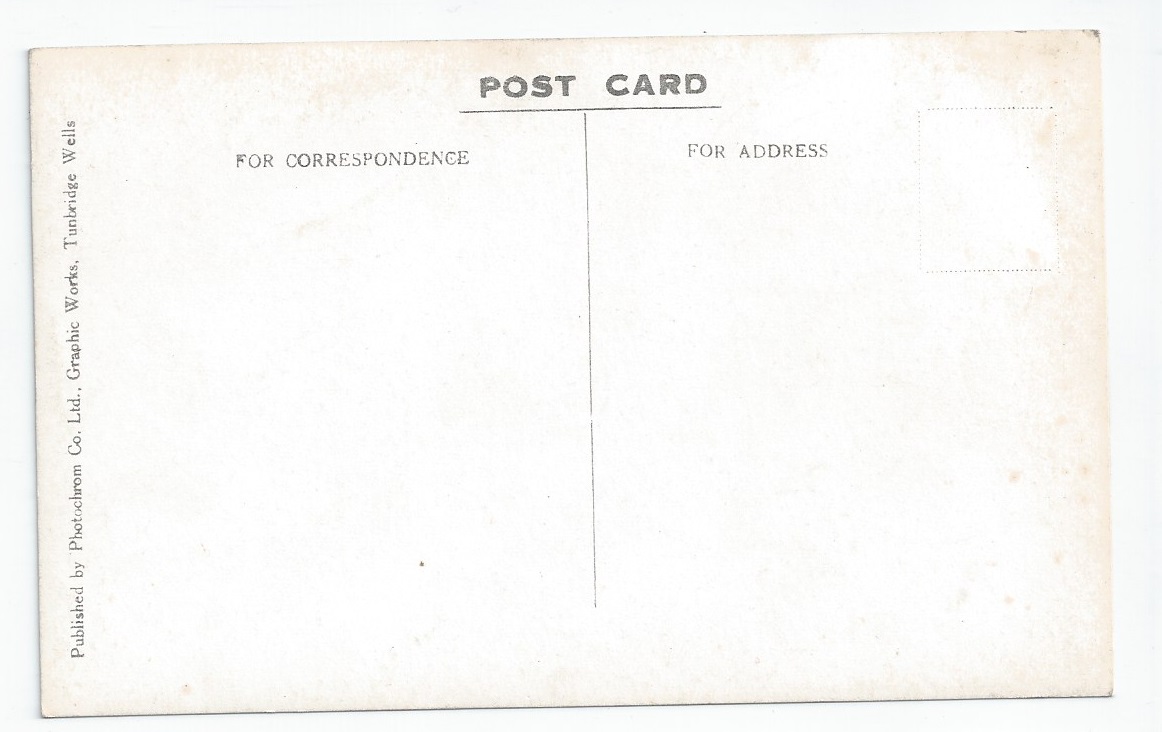 POST CARD
FOR CORRESPONDENCE
FOR ADDRESS
Published by Photochrom Co. Ltd., Graphic Works, Tunbridge Wells